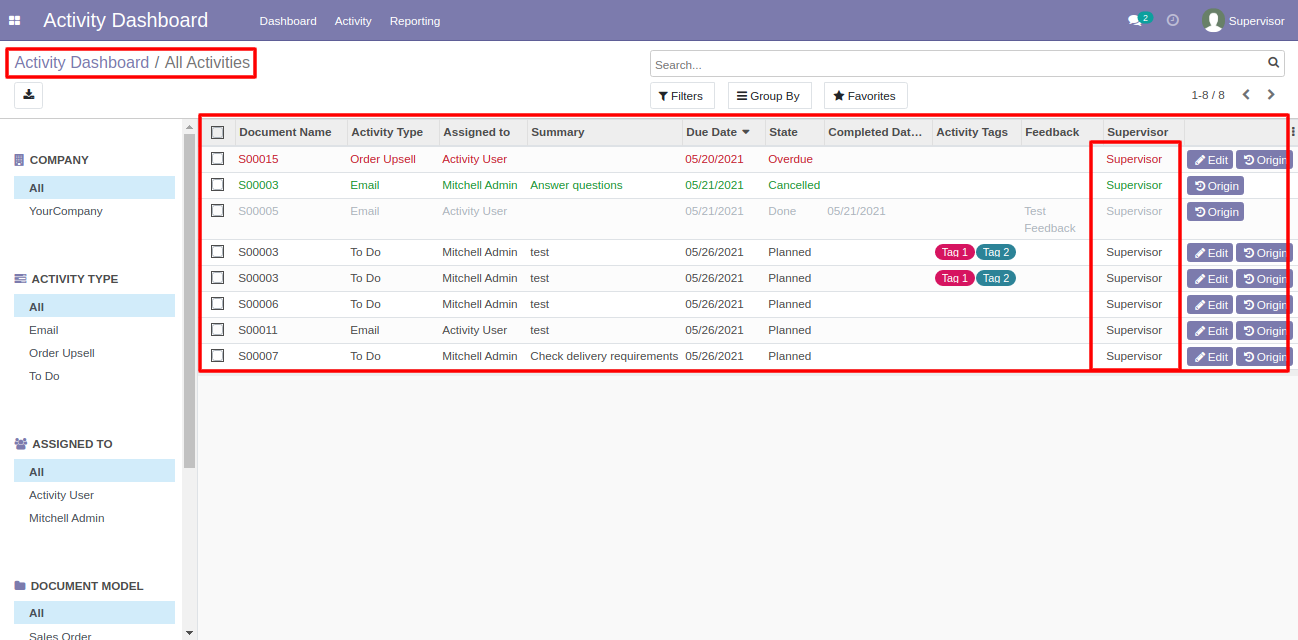 Activity Dashboard Dashboard Activity Reporting 2 Supervisor
Activity Dashboard / All Activities
Search...
Filters Group By Favorites 1-8 / 8
COMPANY
All
YourCompany
ACTIVITY TYPE
All
Email
Order Upsell
To Do
ASSIGNED TO
All
Activity User
Mitchell Admin
DOCUMENT MODEL
All
Sales Order
Document Name Activity Type Assigned to Summary Due Date State Completed Dat... Activity Tags Feedback Supervisor
S00015 Order Upsell Activity User 05/20/2021 Overdue Supervisor Edit Origin
S00003 Email Mitchell Admin Answer questions 05/21/2021 Cancelled Supervisor Origin
S00005 Email Activity User 05/21/2021 Done 05/21/2021 Test Supervisor Origin
Feedback
S00003 To Do Mitchell Admin test 05/26/2021 Planned Tag 1 Tag 2 Supervisor Edit Origin
S00003 To Do Mitchell Admin test 05/26/2021 Planned Tag 1 Tag 2 Supervisor Edit Origin
S00006 To Do Mitchell Admin test 05/26/2021 Planned Supervisor Edit Origin
S00011 Email Activity User test 05/26/2021 Planned Supervisor Edit Origin
S00007 To Do Mitchell Admin Check delivery requirements 05/26/2021 Planned Supervisor Edit Origin